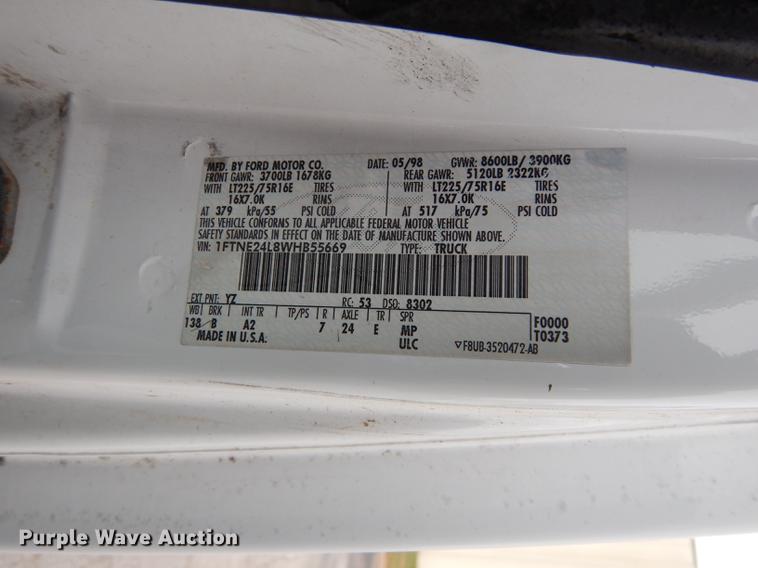 MFD. BY FORD MOTOR CO. DATE: 05/98 GVWR: 8600LB/ 3900KG
FRONT GAWR: 3700LB 1678KG REAR GAWR: 5120LB 2322KG
WITH LT225/75R16E TIRES WITH LT225/75R16E TIRES
16X7.0K RIMS 16X7.0K RIMS
AT 379 kPa/55 PSI COLD AT 517 kPa/75 PSI COLD
THIS VEHICLE CONFORMS TO ALL APPLICABLE FEDERAL MOTOR VEHICLE
SAFETY STANDARDS IN EFFECT ON THE DATE OF MANUFACTURE SHOWN ABOVE.
VIN: 1FTNE24L8WHB55669 TYPE: TRUCK
EXT PNT: YZ RC: 53 DSO: 8302
WB BRK INT TR TP/PS R AXLE TR SPR F0000
138 B A2 7 24 E MP T0373
MADE IN U.S.A. ULC F8UB-3520472-AB
Purple Wave Auction